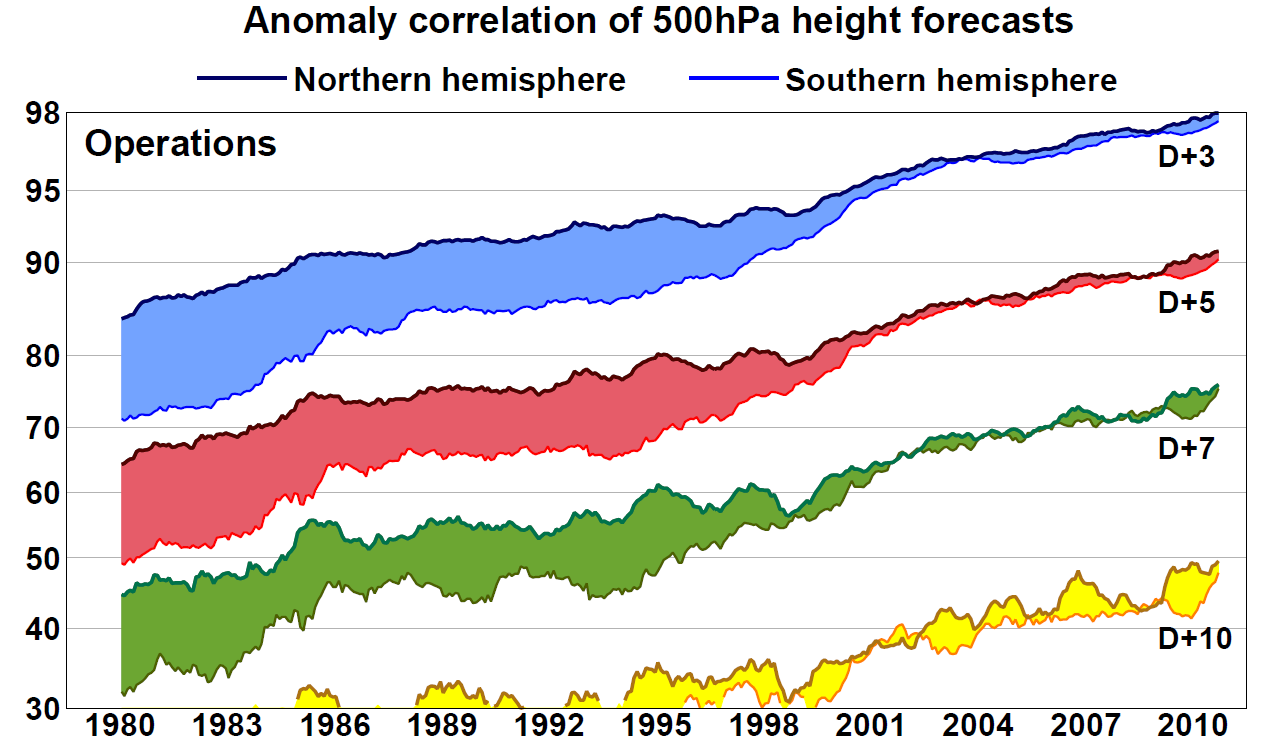 Anomaly correlation of 500hPa height forecasts
Northern hemisphere Southern hemisphere
98
Operations
D+3
95
90
D+5
80
70
D+7
60
50
40
D+10
30
1980 1983 1986 1989 1992 1995 1998 2001 2004 2007 2010